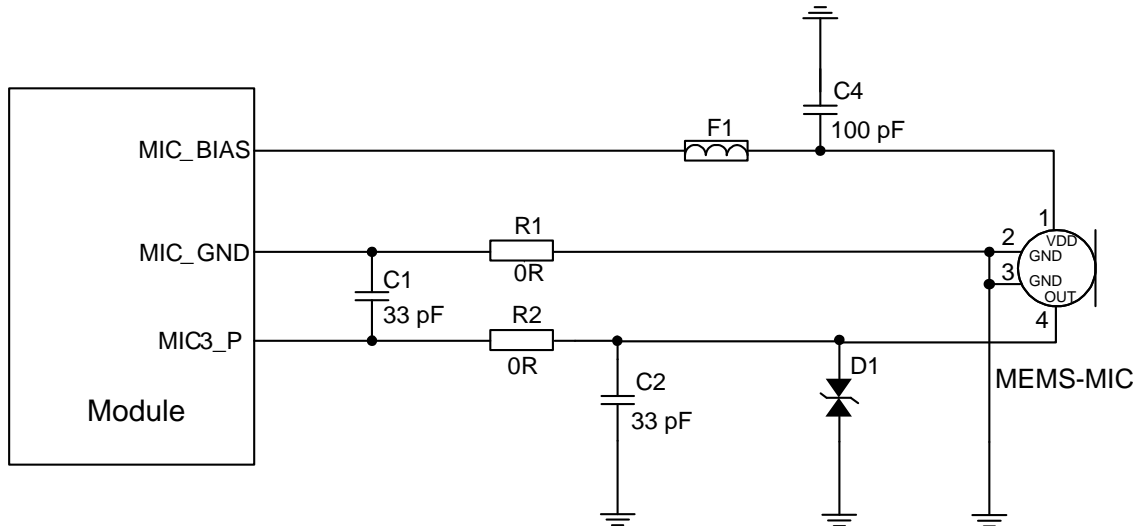 C4
100 pF
F1
MIC_BIAS
1
R1
2
VDD
MIC_GND
GND
0R
3
GND
C1
33 pF
OUT
R2
4
MIC3_P
0R
D1
C2
MEMS-MIC
33 pF
Module